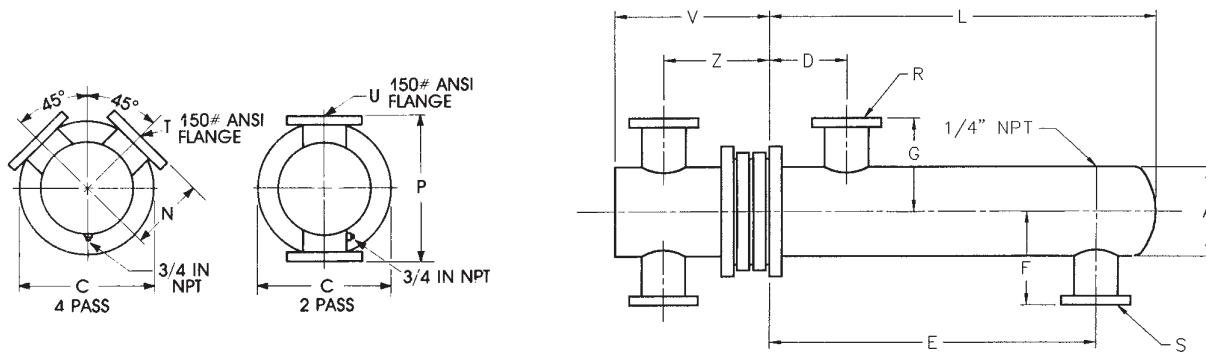 45° 45°
T 150# ANSI
FLANGE
N
3/4 IN
NPT
C
4 PASS
U 150# ANSI
FLANGE
P
3/4 IN NPT
C
2 PASS
V
L
Z
D
R
G
1/4" NPT
A
F
E
S